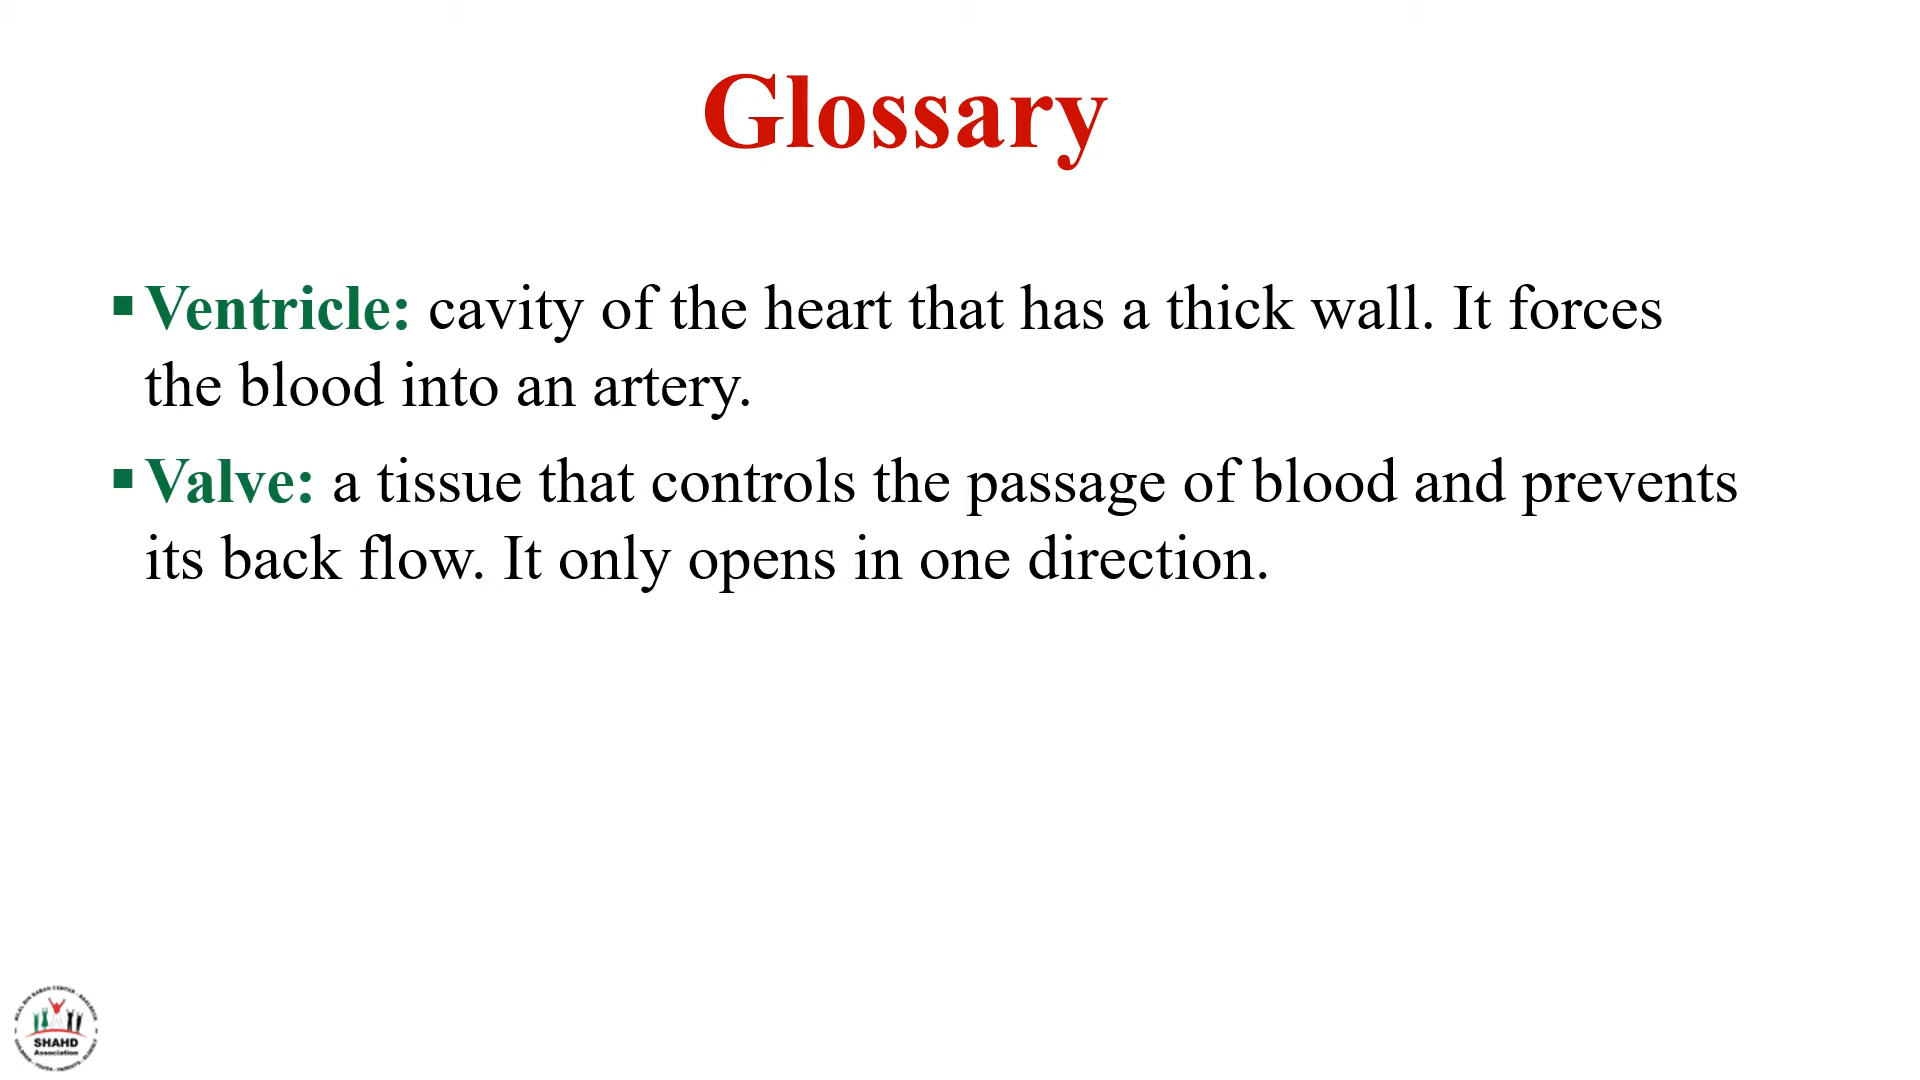 Glossary
▪ Ventricle: cavity of the heart that has a thick wall. It forces
the blood into an artery.
▪ Valve: a tissue that controls the passage of blood and prevents
its back flow. It only opens in one direction.
SHAHD
Association